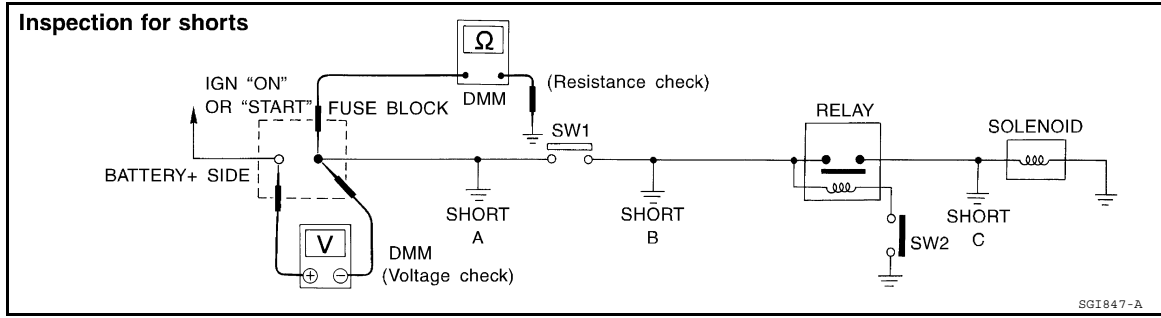 Inspection for shorts
Ω
(Resistance check)
IGN "ON"
OR "START"
FUSE BLOCK
DMM
SW1
RELAY
SOLENOID
BATTERY+ SIDE
SHORT
A
SHORT
B
SHORT
C
SW2
V
+ −
DMM
(Voltage check)
SGI847-A